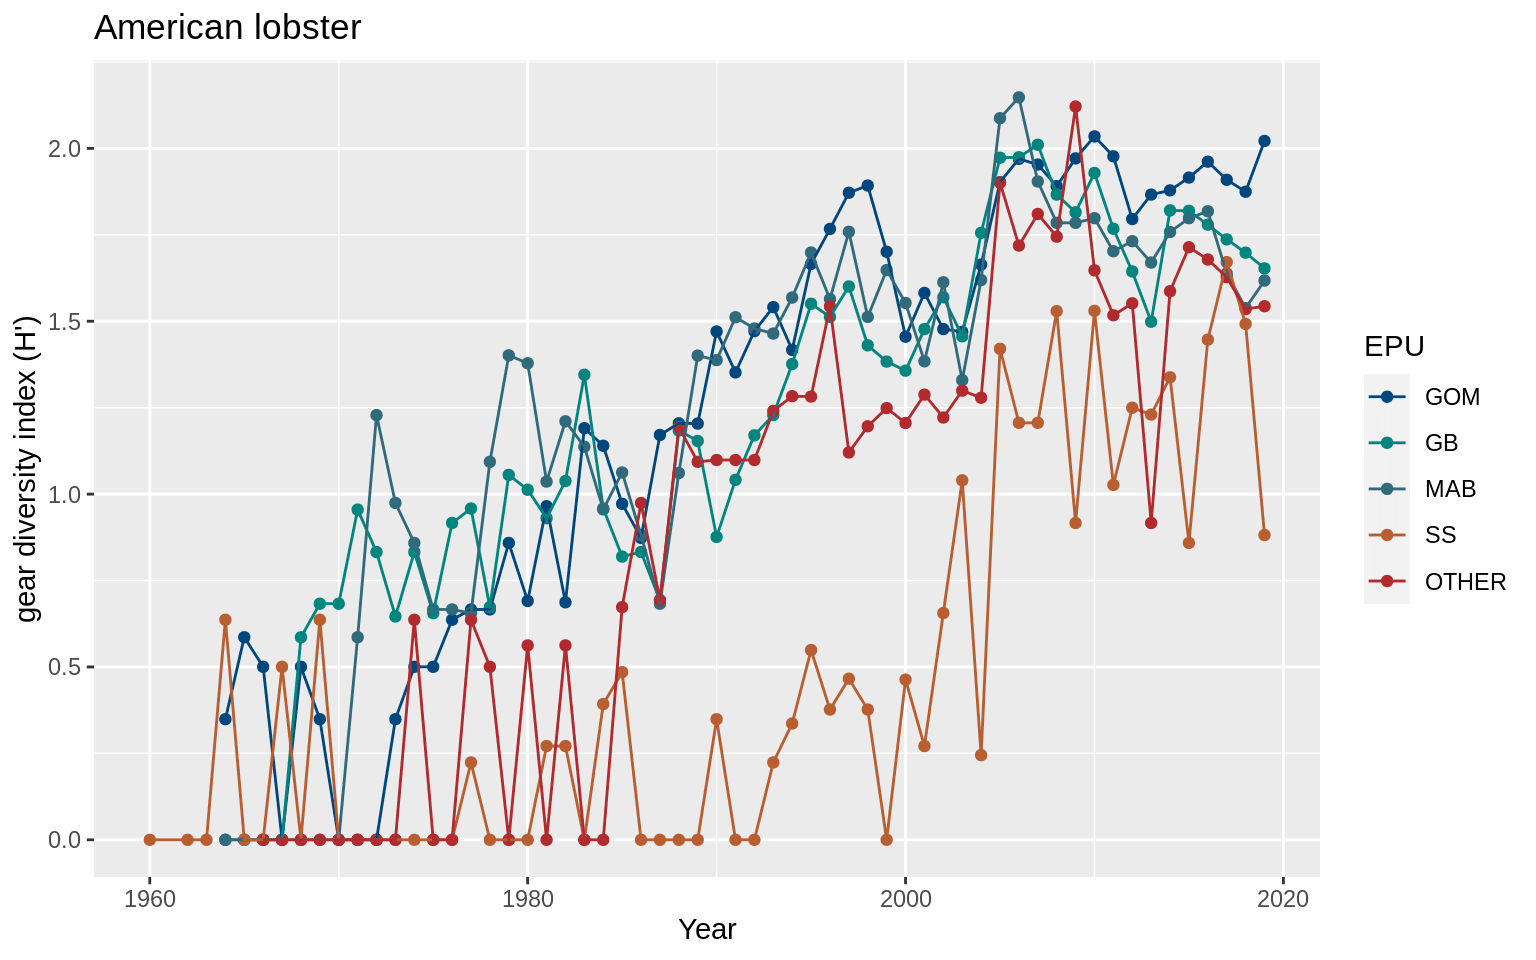 American lobster
gear diversity index (H')
2.0
1.5
1.0
0.5
0.0
1960 1980 2000 2020
Year
EPU
GOM
GB
MAB
SS
OTHER